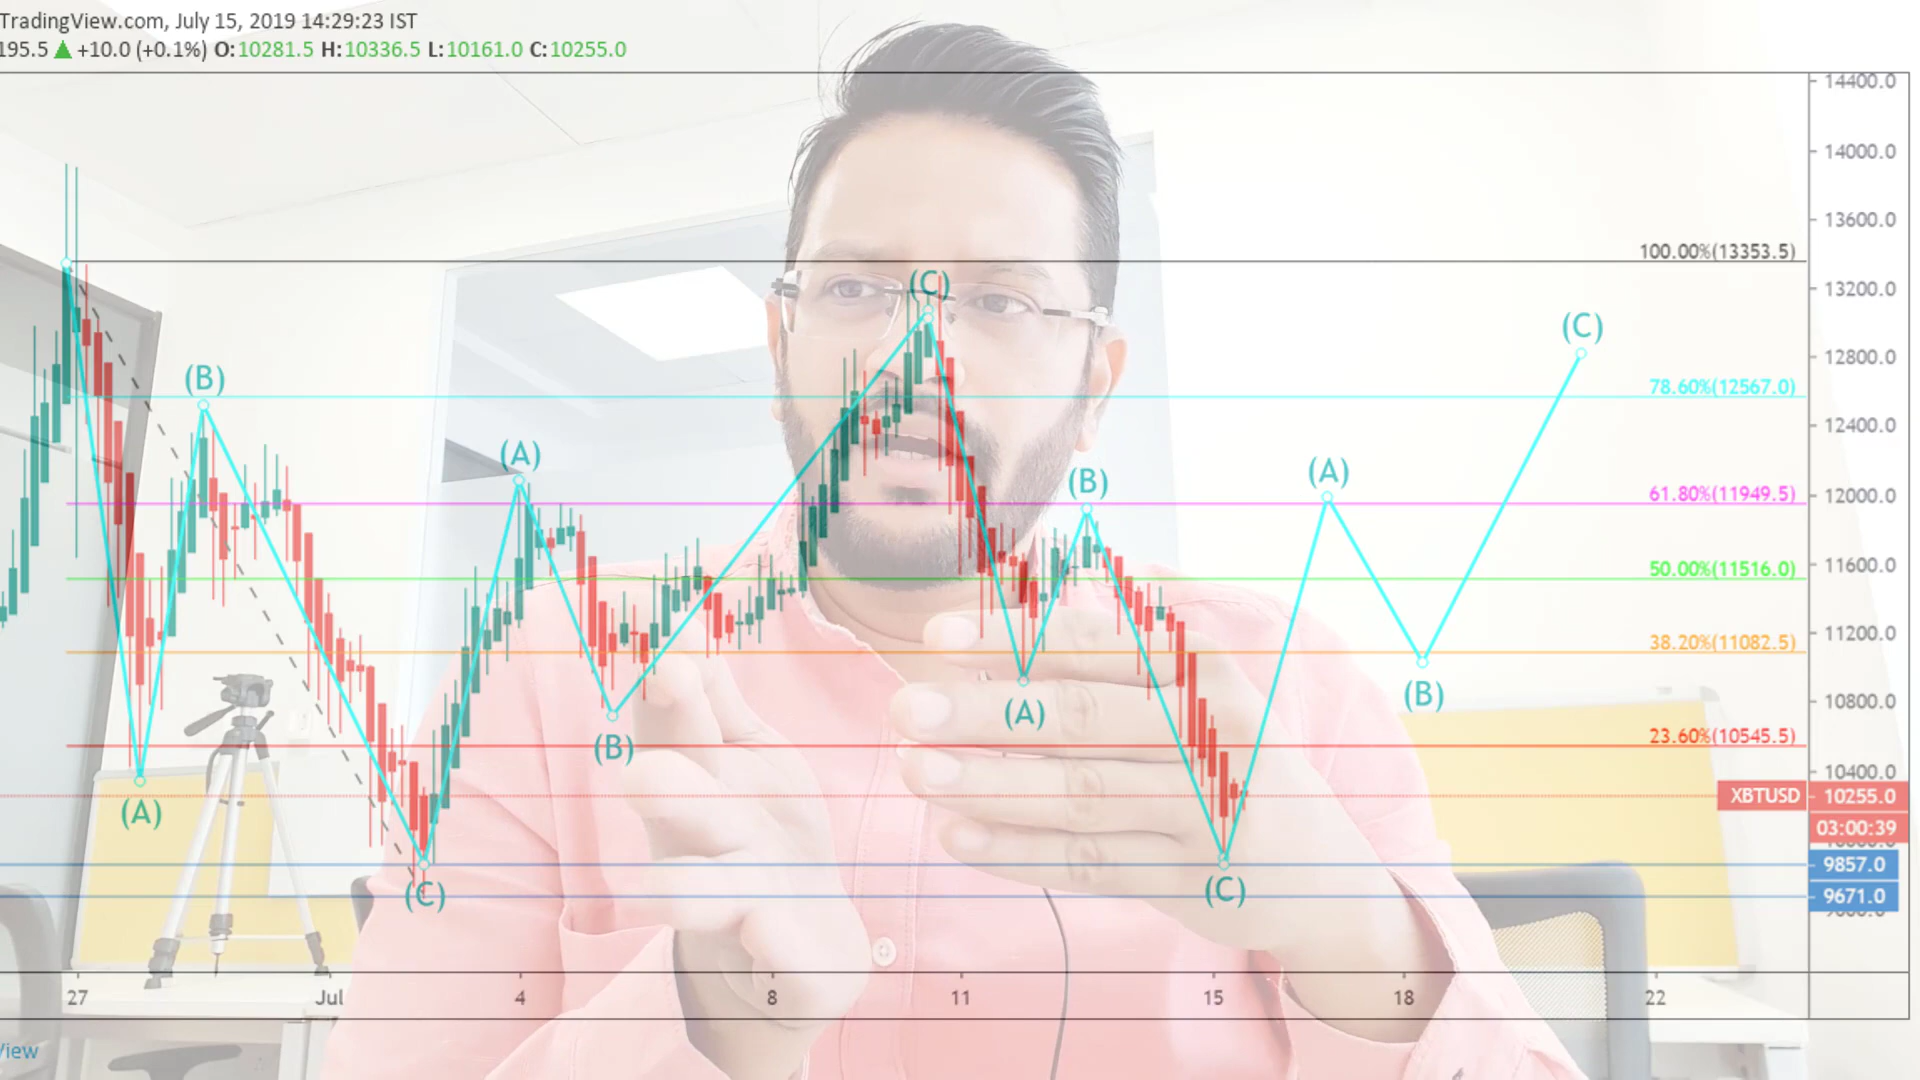 TradingView.com, July 15, 2019 14:29:23 IST
195.5 ▲ +10.0 (+0.1%) O:10281.5 H:10336.5 L:10161.0 C:10255.0
14400.0
14000.0
13600.0
100.00%(13353.5)
13200.0
(C)
(C)
12800.0
(B)
78.60%(12567.0)
12400.0
(A)
(B)
(A)
61.80%(11949.5)
12000.0
50.00%(11516.0)
11600.0
38.20%(11082.5)
11200.0
(A)
(B)
10800.0
(B)
23.60%(10545.5)
10400.0
(A)
XBTUSD
10255.0
03:00:39
9857.0
(C)
(C)
9671.0
27 Jul 4 8 11 15 18 22
View